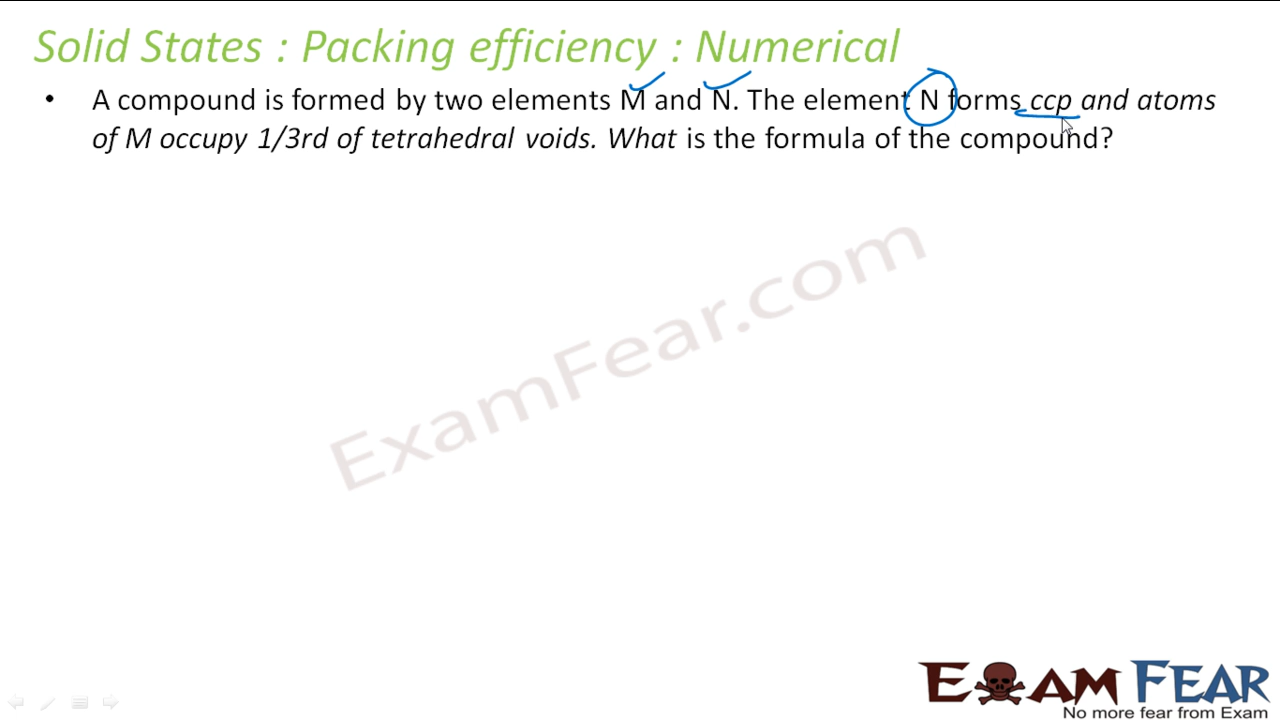 Solid States : Packing efficiency : Numerical
• A compound is formed by two elements M and N. The element N forms ccp and atoms
of M occupy 1/3rd of tetrahedral voids. What is the formula of the compound?
ExamFear.com
EXAM FEAR
No more fear from Exam